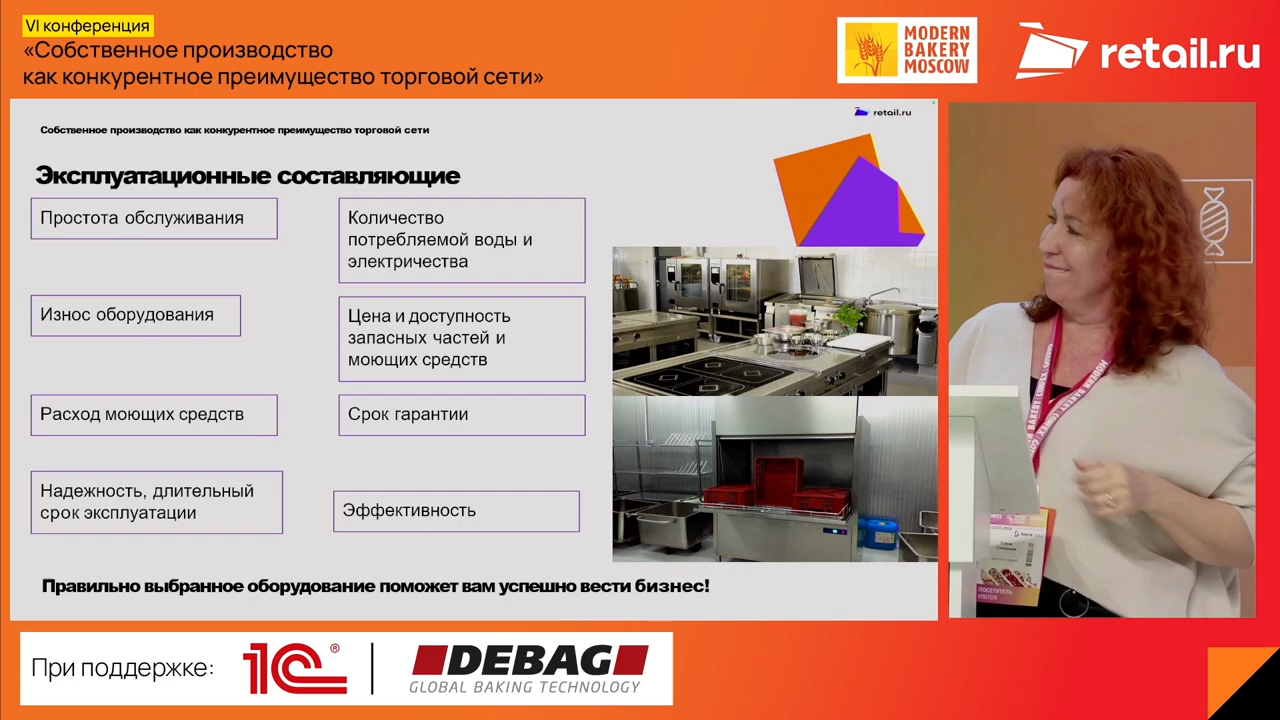 VI конференция
«Собственное производство
как конкурентное преимущество торговой сети»
MODERN
BAKERY
MOSCOW
retail.ru
retail.ru
Собственное производство как конкурентное преимущество торговой сети
Эксплуатационные составляющие
Простота обслуживания
Количество
потребляемой воды и
электричества
Износ оборудования
Цена и доступность
запасных частей и
моющих средств
Расход моющих средств
Срок гарантии
Надежность, длительный
срок эксплуатации
Эффективность
Правильно выбранное оборудование поможет вам успешно вести бизнес!
ПОСЕТИТЕЛЬ
VISITOR
При поддержке:
1С®
DEBAG
GLOBAL BAKING TECHNOLOGY